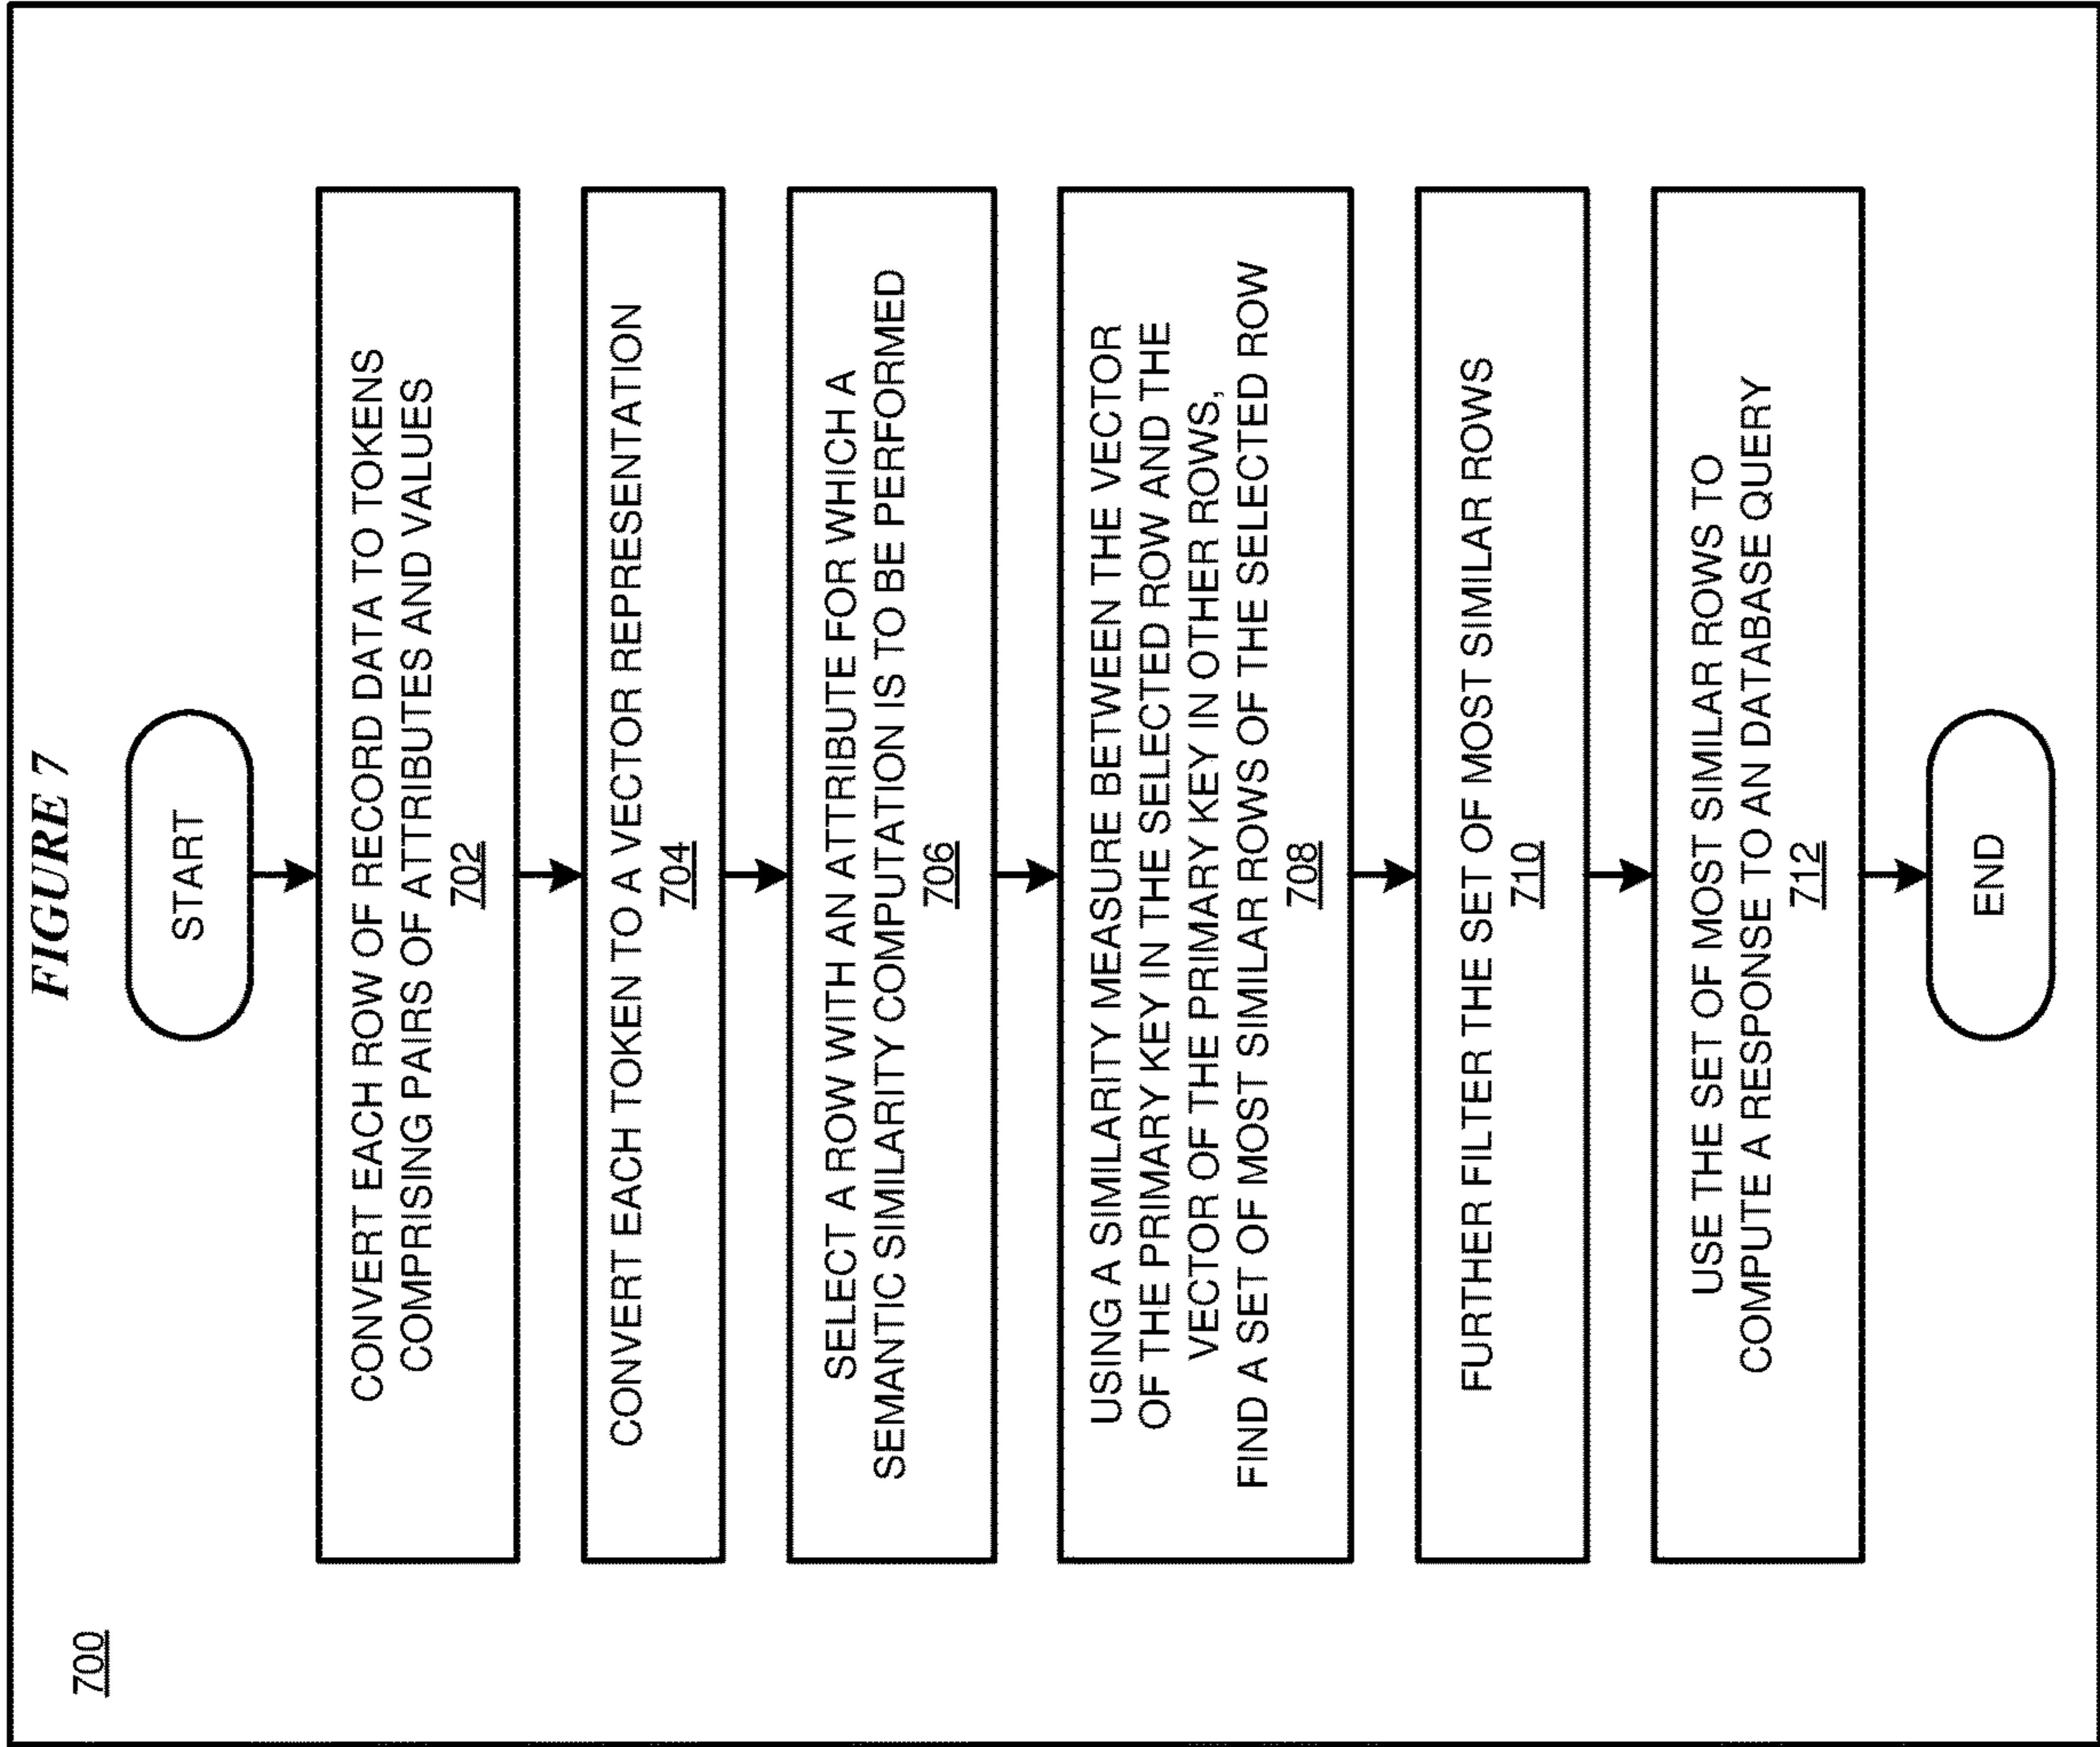 FIGURE 7
700
START
CONVERT EACH ROW OF RECORD DATA TO TOKENS
COMPRISING PAIRS OF ATTRIBUTES AND VALUES
702
CONVERT EACH TOKEN TO A VECTOR REPRESENTATION
704
SELECT A ROW WITH AN ATTRIBUTE FOR WHICH A
SEMANTIC SIMILARITY COMPUTATION IS TO BE PERFORMED
706
USING A SIMILARITY MEASURE BETWEEN THE VECTOR
OF THE PRIMARY KEY IN THE SELECTED ROW AND THE
VECTOR OF THE PRIMARY KEY IN OTHER ROWS,
FIND A SET OF MOST SIMILAR ROWS OF THE SELECTED ROW
708
FURTHER FILTER THE SET OF MOST SIMILAR ROWS
710
USE THE SET OF MOST SIMILAR ROWS TO
COMPUTE A RESPONSE TO AN DATABASE QUERY
712
END